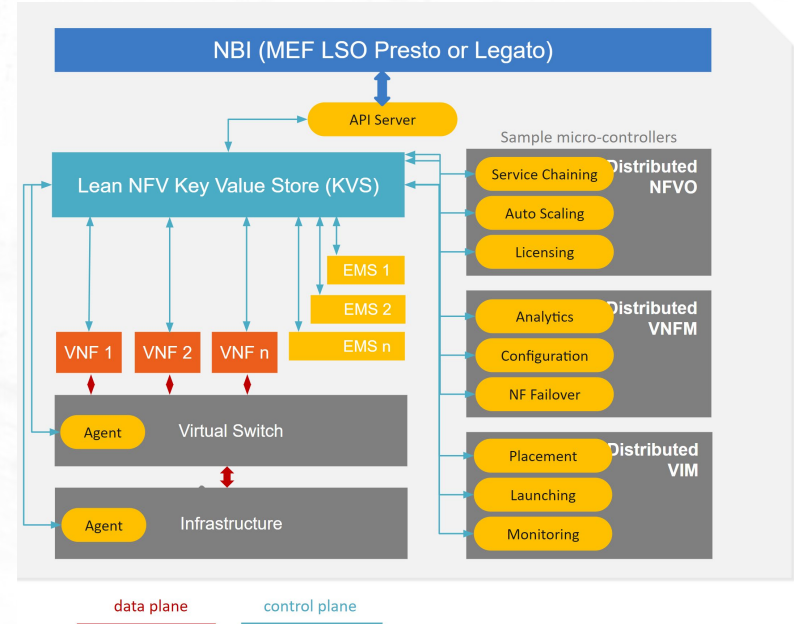 NBI (MEF LSO Presto or Legato)
API Server
Sample micro-controllers
Lean NFV Key Value Store (KVS)
Distributed
NFVO
Service Chaining
Auto Scaling
Licensing
EMS 1
EMS 2
EMS n
VNF 1
VNF 2
VNF n
Distributed
VNFM
Analytics
Configuration
NF Failover
Agent
Virtual Switch
Agent
Infrastructure
Distributed
VIM
Placement
Launching
Monitoring
data plane
control plane